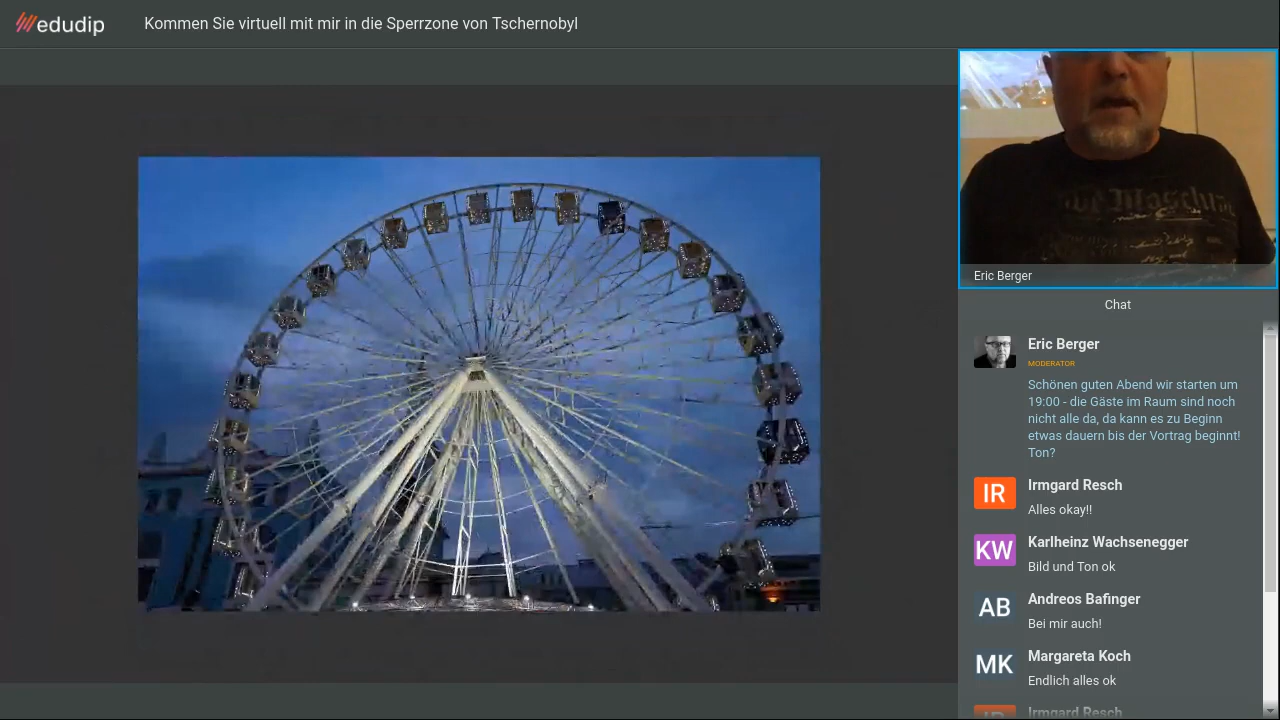 edudip
Kommen Sie virtuell mit mir in die Sperrzone von Tschernobyl
Eric Berger
Chat
Eric Berger
MODERATOR
Schönen guten Abend wir starten um
19:00 - die Gäste im Raum sind noch
nicht alle da, da kann es zu Beginn
etwas dauern bis der Vortrag beginnt!
Ton?
IR
Irmgard Resch
Alles okay!!
KW
Karlheinz Wachsenegger
Bild und Ton ok
AB
Andreos Bafinger
Bei mir auch!
MK
Margareta Koch
Endlich alles ok
IR
Irmgard Resch